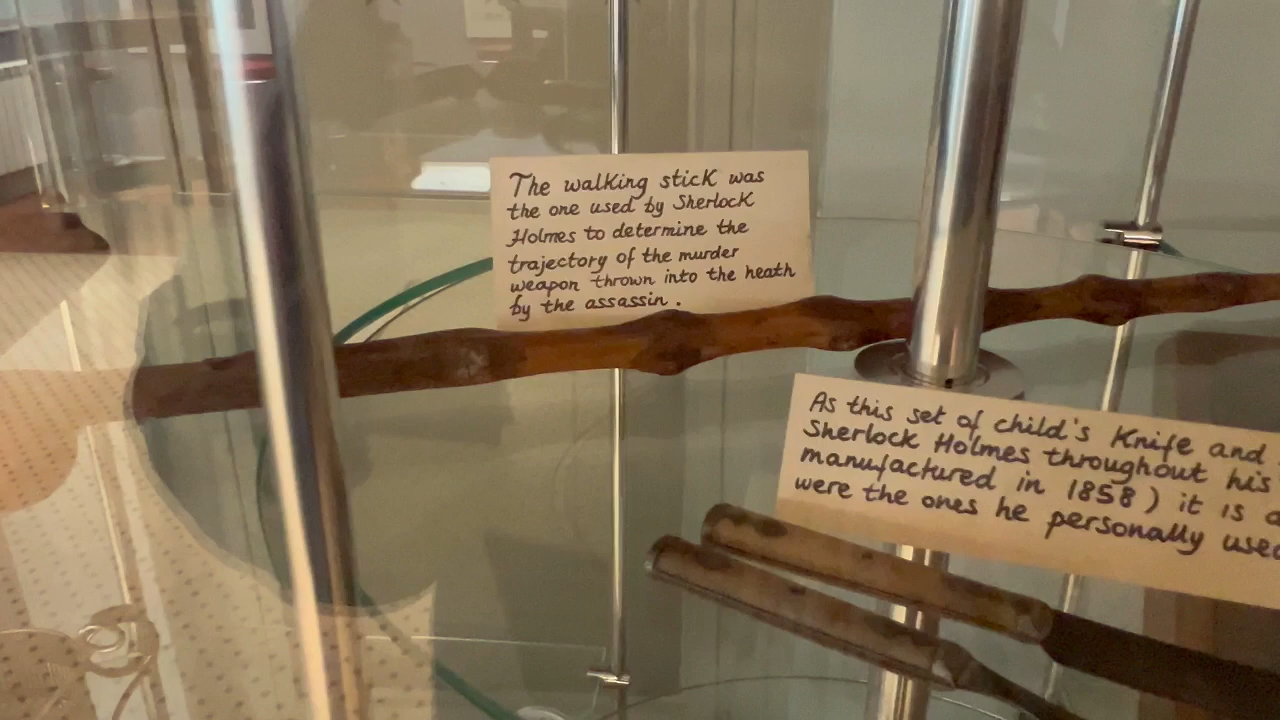 The walking stick was
the one used by Sherlock
Holmes to determine the
trajectory of the murder
weapon thrown into the heath
by the assassin.
As this set of child's Knife and
Sherlock Holmes throughout his
manufactured in 1858) it is
were the ones he personally